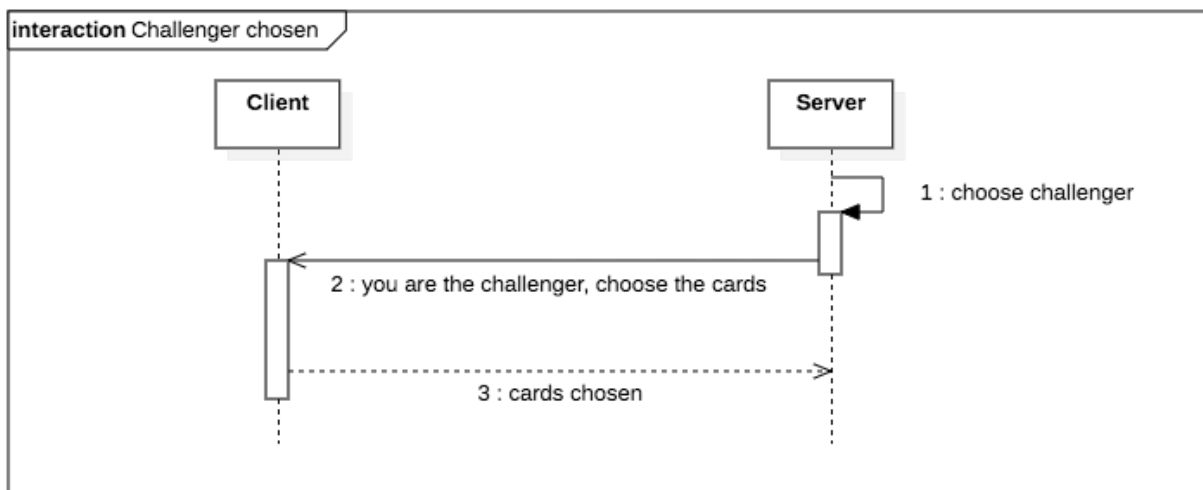 interaction Challenger chosen
Client
Server
1 : choose challenger
2 : you are the challenger, choose the cards
3 : cards chosen